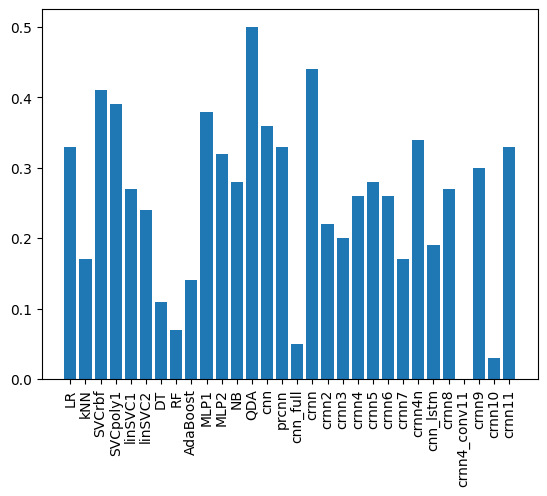 0.5
0.4
0.3
0.2
0.1
0.0
LR
kNN
SVCrbf
SVCpoly1
linSVC1
linSVC2
DT
RF
AdaBoost
MLP1
MLP2
NB
QDA
cnn
prcnn
cnn_full
crnn
crnn2
crnn3
crnn4
crnn5
crnn6
crnn7
crnn4n
cnn_lstm
crnn8
crnn4_conv11
crnn9
crnn10
crnn11